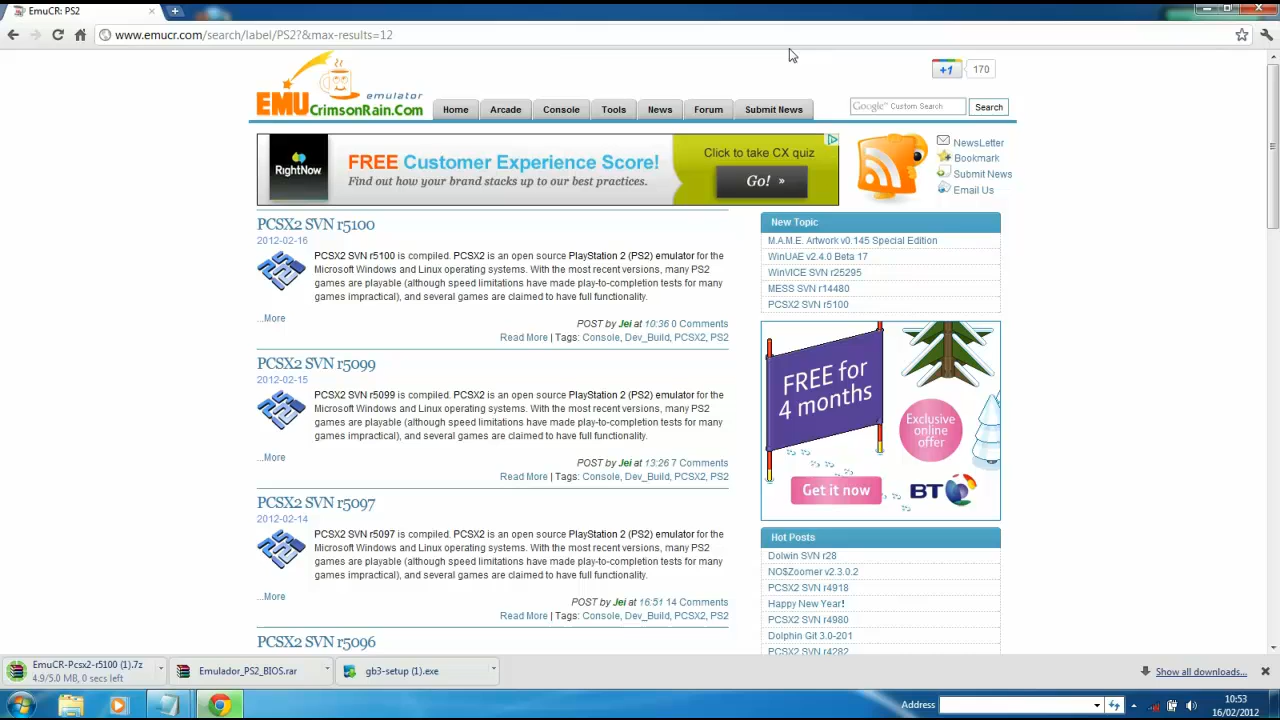 EmuCR: PS2
www.emucr.com/search/label/PS2?&max-results=12
emulator
EMUCrimsonRain.Com
Home
Arcade
Console
Tools
News
Forum
Submit News
+1
170
Google™ Custom Search
Search
RightNow
FREE Customer Experience Score!
Find out how your brand stacks up to our best practices.
Click to take CX quiz
Go! »
NewsLetter
Bookmark
Submit News
Email Us
PCSX2 SVN r5100
2012-02-16
PCSX2 SVN r5100 is compiled. PCSX2 is an open source PlayStation 2 (PS2) emulator for the
Microsoft Windows and Linux operating systems. With the most recent versions, many PS2
games are playable (although speed limitations have made play-to-completion tests for many
games impractical), and several games are claimed to have full functionality.
...More
POST by Jei at 10:36 0 Comments
Read More | Tags: Console, Dev_Build, PCSX2, PS2
PCSX2 SVN r5099
2012-02-15
PCSX2 SVN r5099 is compiled. PCSX2 is an open source PlayStation 2 (PS2) emulator for the
Microsoft Windows and Linux operating systems. With the most recent versions, many PS2
games are playable (although speed limitations have made play-to-completion tests for many
games impractical), and several games are claimed to have full functionality.
...More
POST by Jei at 13:26 7 Comments
Read More | Tags: Console, Dev_Build, PCSX2, PS2
PCSX2 SVN r5097
2012-02-14
PCSX2 SVN r5097 is compiled. PCSX2 is an open source PlayStation 2 (PS2) emulator for the
Microsoft Windows and Linux operating systems. With the most recent versions, many PS2
games are playable (although speed limitations have made play-to-completion tests for many
games impractical), and several games are claimed to have full functionality.
...More
POST by Jei at 16:51 14 Comments
Read More | Tags: Console, Dev_Build, PCSX2, PS2
PCSX2 SVN r5096
New Topic
M.A.M.E. Artwork v0.145 Special Edition
WinUAE v2.4.0 Beta 17
WinVICE SVN r25295
MESS SVN r14480
PCSX2 SVN r5100
FREE for
4 months
Exclusive
online
offer
Get it now
BT
Hot Posts
Dolwin SVN r28
NO$Zoomer v2.3.0.2
PCSX2 SVN r4918
Happy New Year!
PCSX2 SVN r4980
Dolphin Git 3.0-201
PCSX2 SVN r4282
EmuCR-Pcsx2-r5100 (1).7z
4.9/5.0 MB, 0 secs left
Emulador_PS2_BIOS.rar
gb3-setup (1).exe
Show all downloads...
Address
10:53
16/02/2012